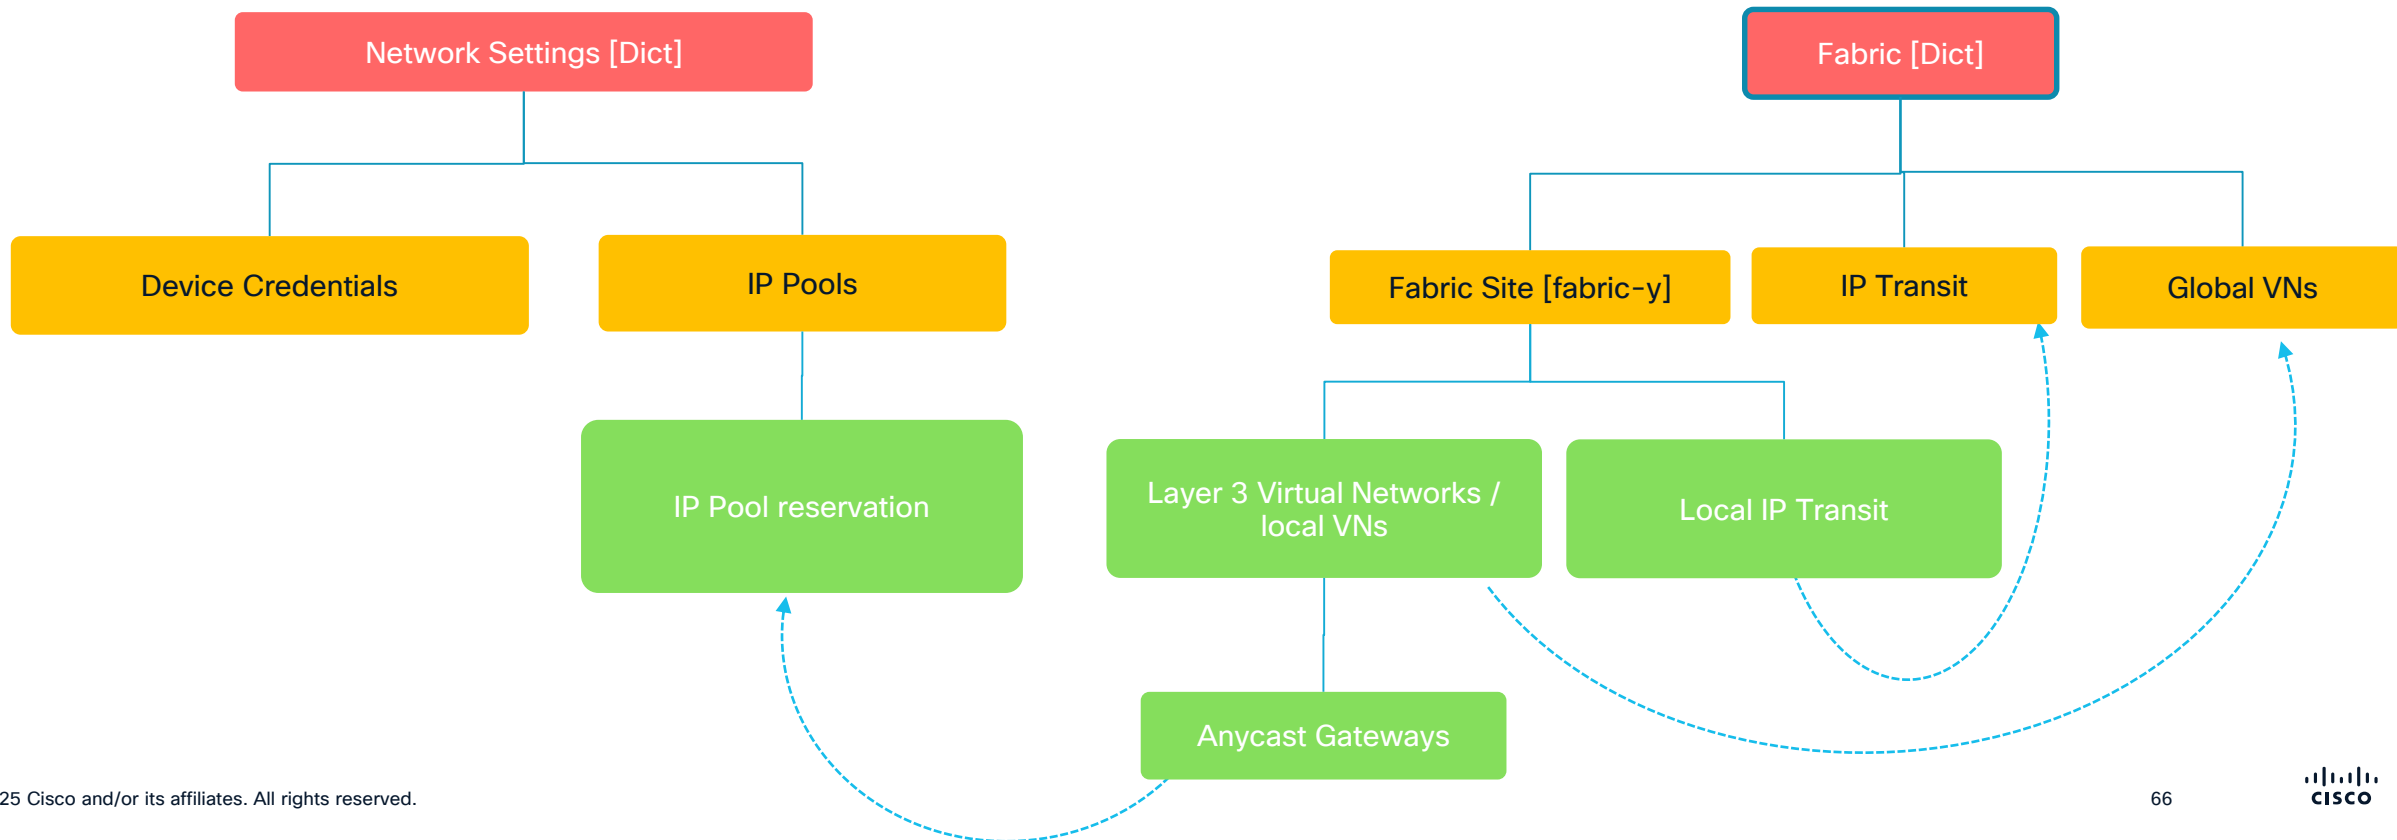 Network Settings [Dict]
Fabric [Dict]
Device Credentials
IP Pools
Fabric Site [fabric-y]
IP Transit
Global VNs
IP Pool reservation
Layer 3 Virtual Networks /
local VNs
Local IP Transit
Anycast Gateways
25 Cisco and/or its affiliates. All rights reserved.
66
CISCO